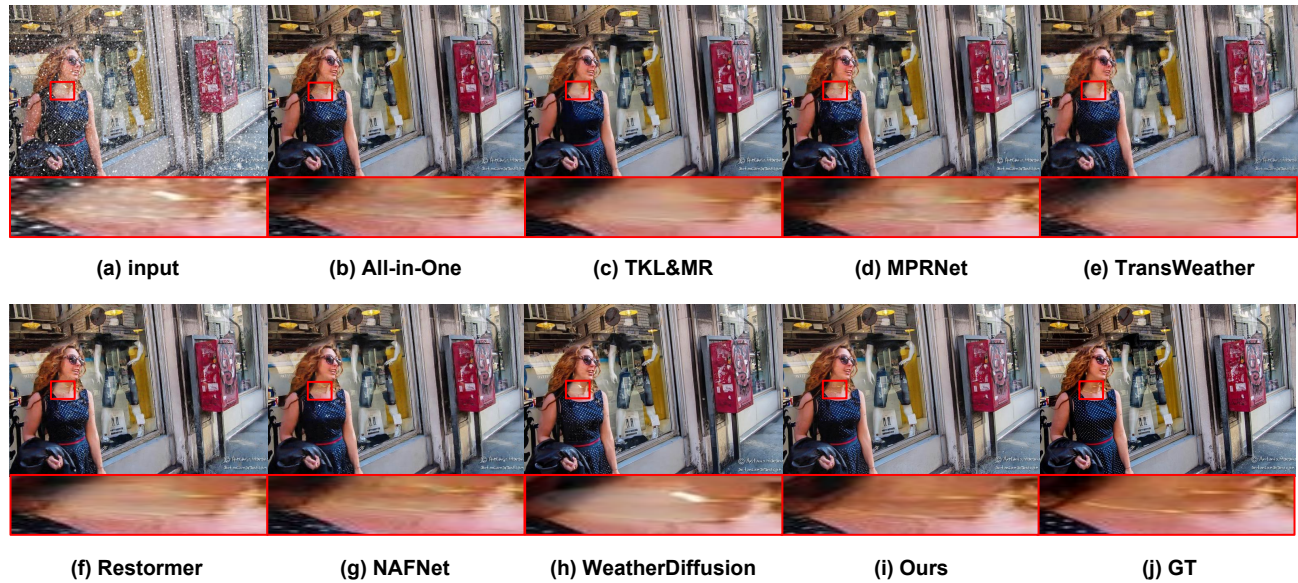 (a) input
(b) All-in-One
(c) TKL&MR
(d) MPRNet
(e) TransWeather
(f) Restormer
(g) NAFNet
(h) WeatherDiffusion
(i) Ours
(j) GT